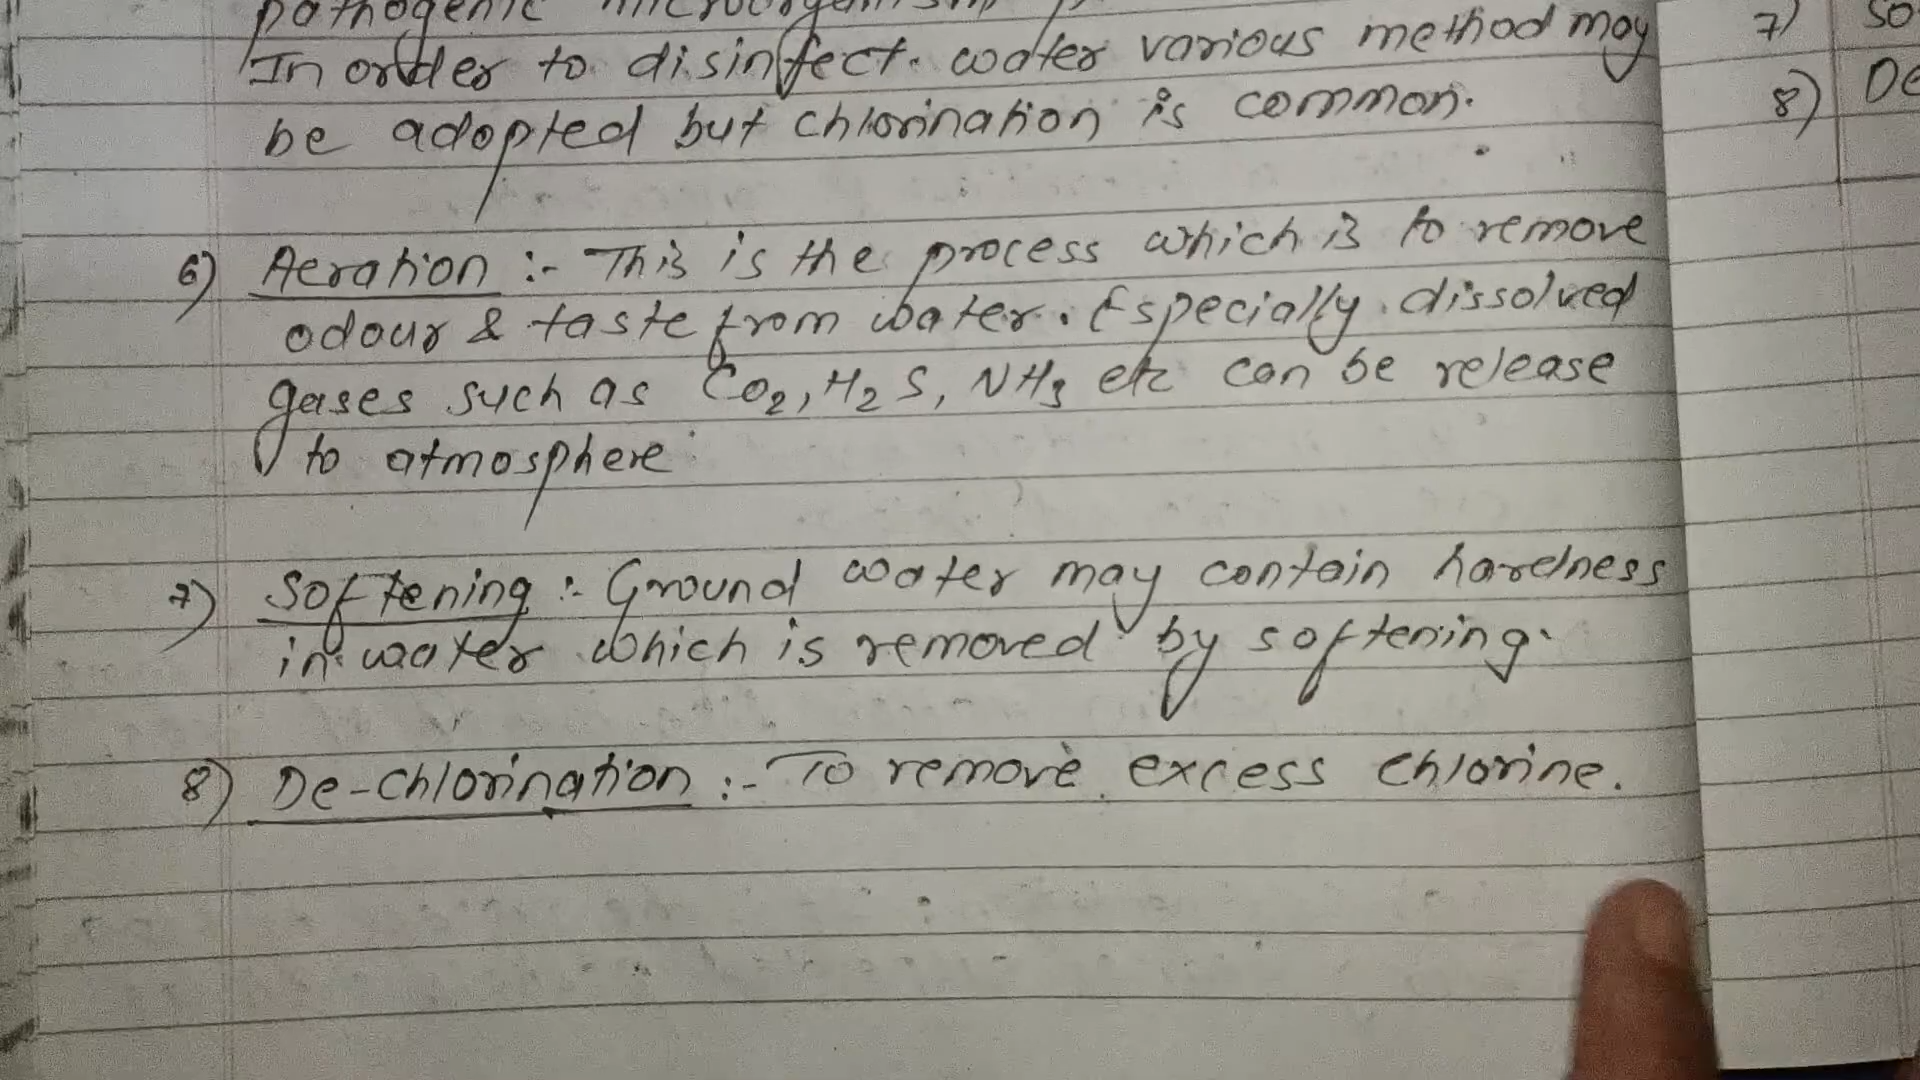 pathogenic microorganism
In order to disinfect. water various method may
be adopted but chlorination is common.
6) Aeration :- This is the process which is to remove
odour & taste from water. Especially dissolved
gases such as CO2, H2S, NH3 etc can be release
to atmosphere
7) Softening :- Ground water may contain hardness
in water which is removed by softening.
8) De-chlorination :- To remove excess chlorine.
7) So
8) De